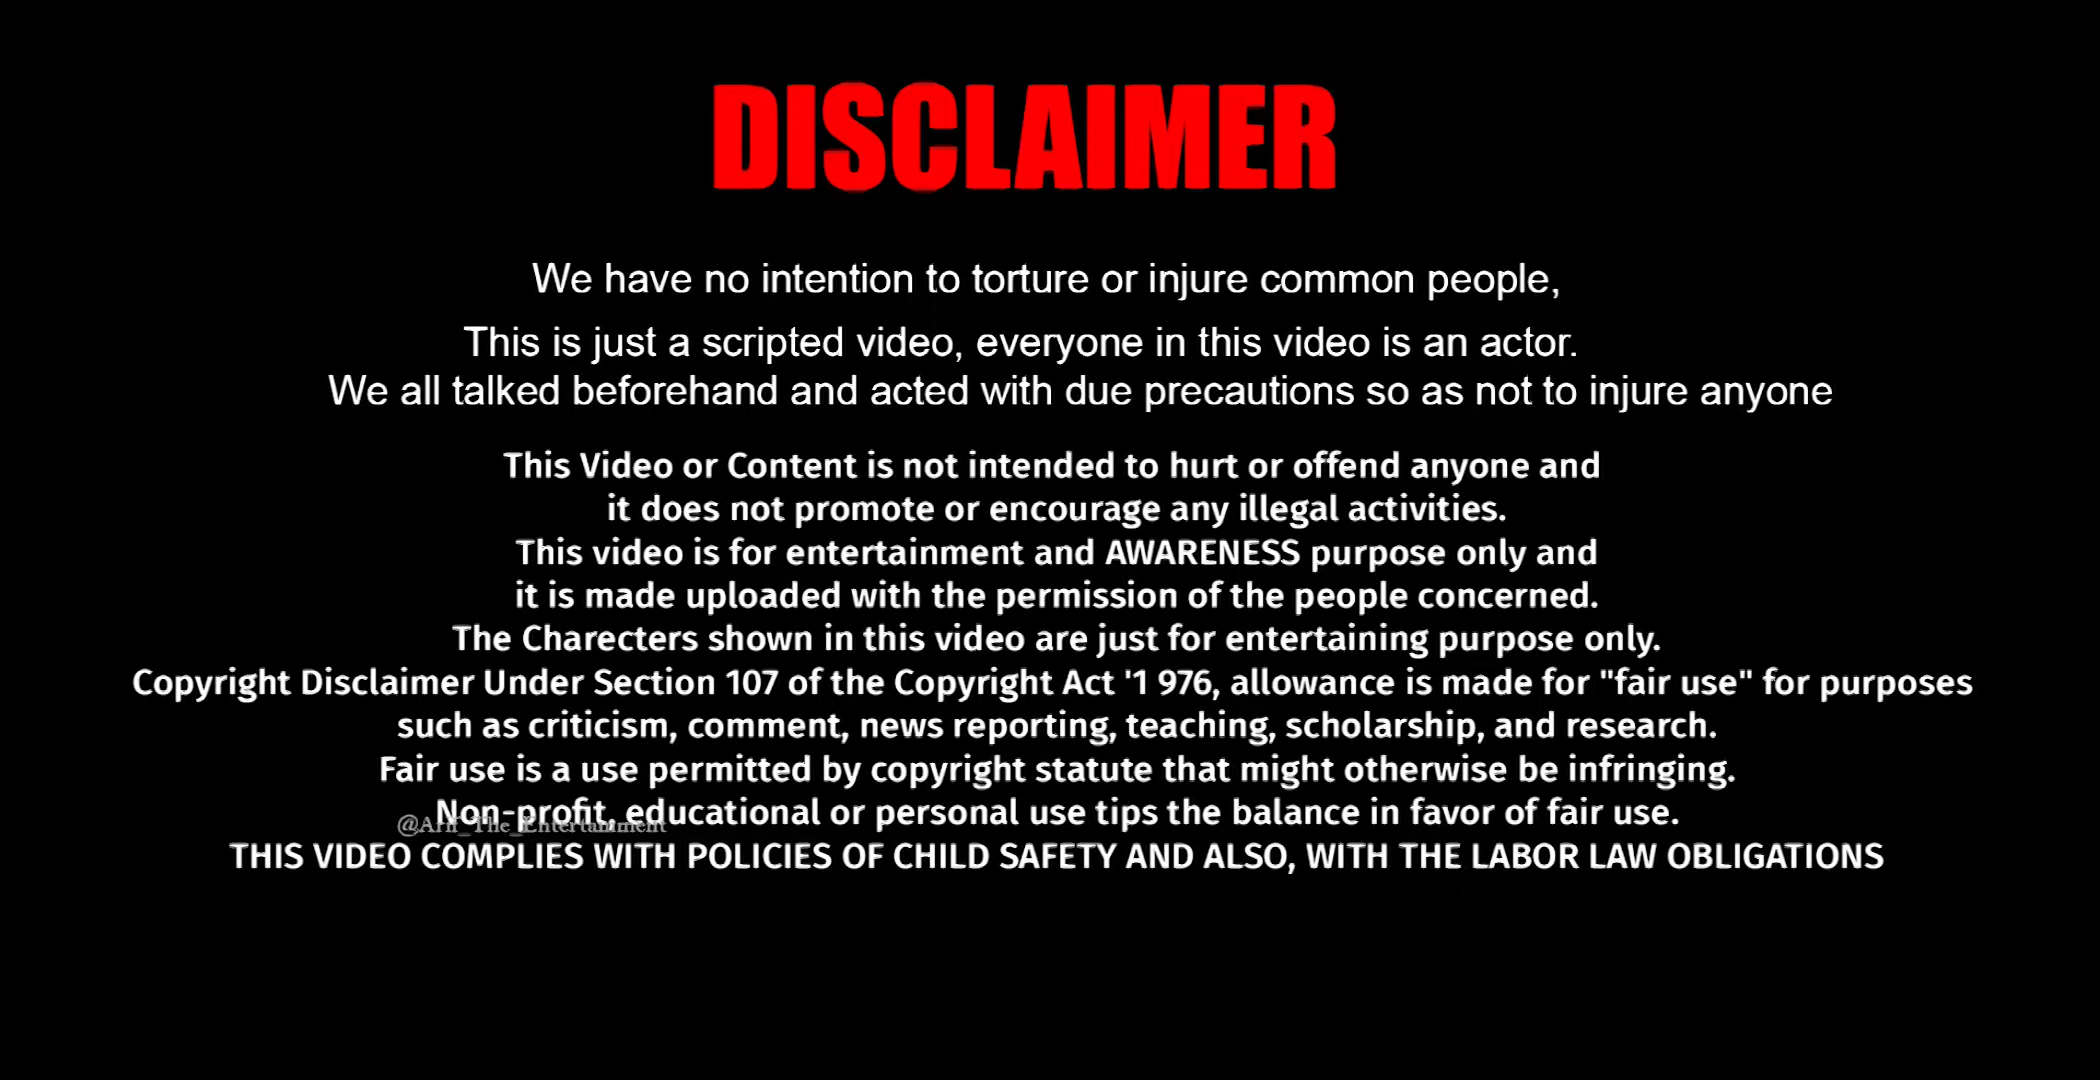 DISCLAIMER
We have no intention to torture or injure common people,
This is just a scripted video, everyone in this video is an actor.
We all talked beforehand and acted with due precautions so as not to injure anyone
This Video or Content is not intended to hurt or offend anyone and
it does not promote or encourage any illegal activities.
This video is for entertainment and AWARENESS purpose only and
it is made uploaded with the permission of the people concerned.
The Charecters shown in this video are just for entertaining purpose only.
Copyright Disclaimer Under Section 107 of the Copyright Act '1 976, allowance is made for "fair use" for purposes
such as criticism, comment, news reporting, teaching, scholarship, and research.
Fair use is a use permitted by copyright statute that might otherwise be infringing.
Non-profit, educational or personal use tips the balance in favor of fair use.
@Arif_The_Entertainment
THIS VIDEO COMPLIES WITH POLICIES OF CHILD SAFETY AND ALSO, WITH THE LABOR LAW OBLIGATIONS